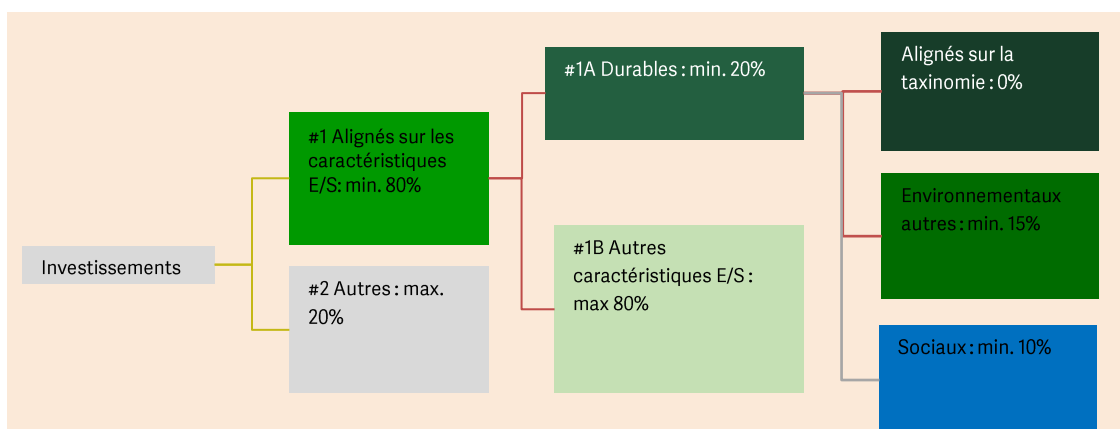 Investissements
#1 Alignés sur les
caractéristiques
E/S: min. 80%
#2 Autres : max.
20%
#1A Durables : min. 20%
#1B Autres
caractéristiques E/S :
max 80%
Alignés sur la
taxinomie : 0%
Environnementaux
autres : min. 15%
Sociaux : min. 10%